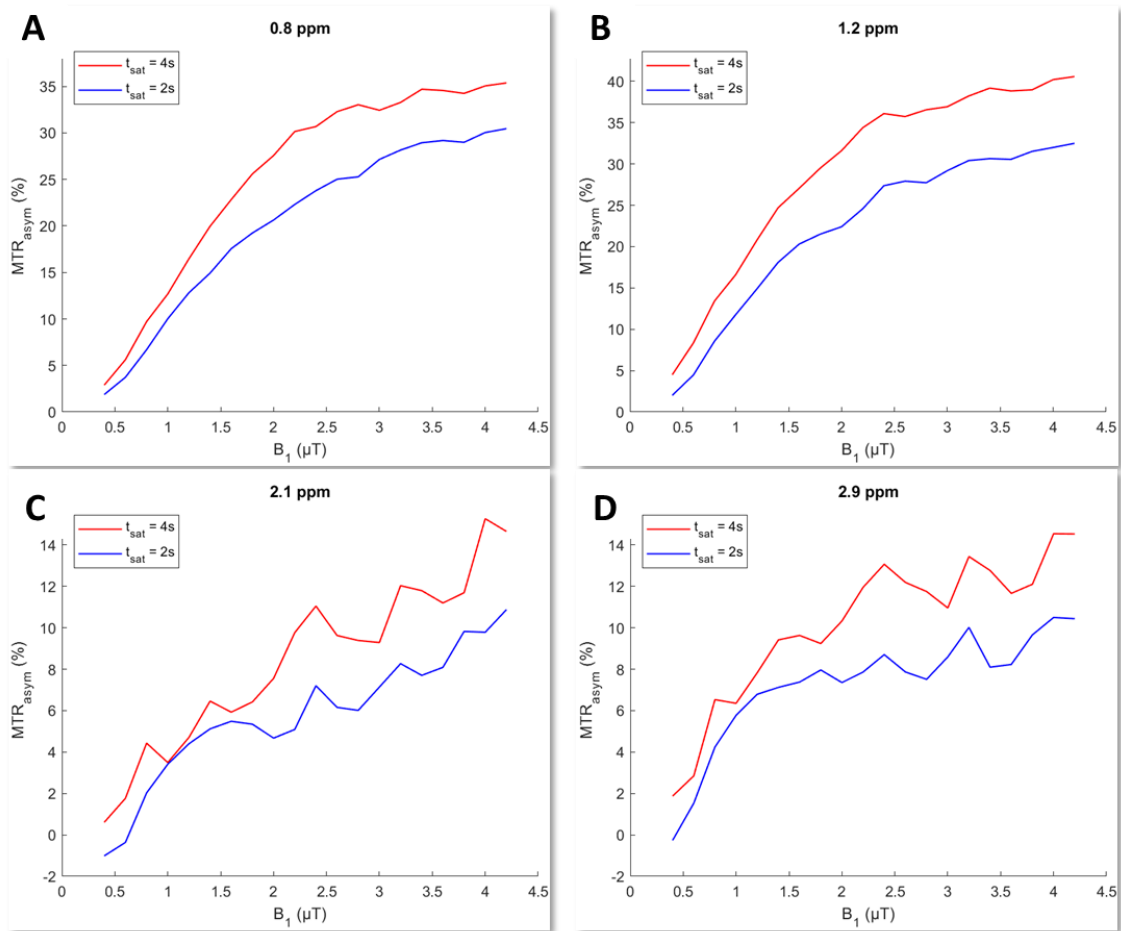 A
0.8 ppm
t_sat = 4s
t_sat = 2s
35
30
25
20
15
10
5
0
MTR_asym (%)
0 0.5 1 1.5 2 2.5 3 3.5 4 4.5
B_1 (µT)
B
1.2 ppm
t_sat = 4s
t_sat = 2s
40
35
30
25
20
15
10
5
0
MTR_asym (%)
0 0.5 1 1.5 2 2.5 3 3.5 4 4.5
B_1 (µT)
C
2.1 ppm
t_sat = 4s
t_sat = 2s
14
12
10
8
6
4
2
0
-2
MTR_asym (%)
0 0.5 1 1.5 2 2.5 3 3.5 4 4.5
B_1 (µT)
D
2.9 ppm
t_sat = 4s
t_sat = 2s
14
12
10
8
6
4
2
0
-2
MTR_asym (%)
0 0.5 1 1.5 2 2.5 3 3.5 4 4.5
B_1 (µT)